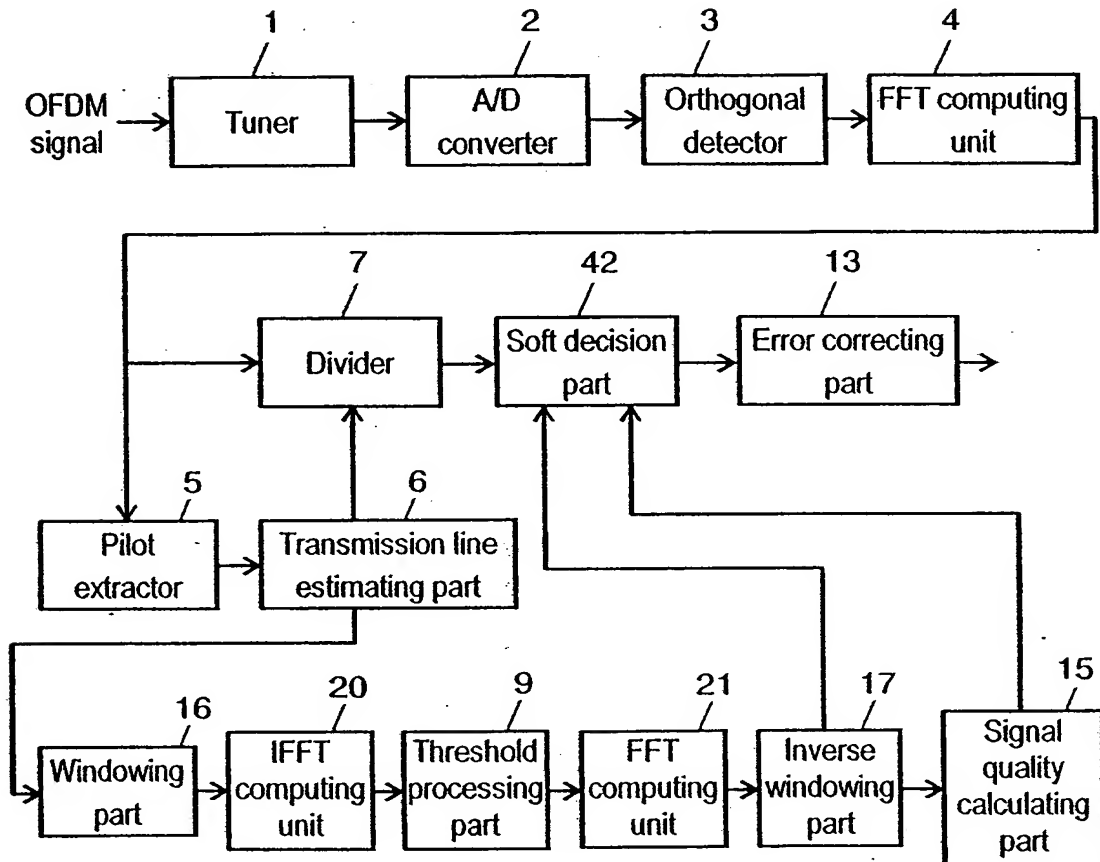 1
2
3
4
OFDM
signal
Tuner
A/D
converter
Orthogonal
detector
FFT computing
unit
7
42
13
Divider
Soft decision
part
Error correcting
part
5
6
Pilot
extractor
Transmission line
estimating part
16
20
9
21
17
15
Windowing
part
IFFT
computing
unit
Threshold
processing
part
FFT
computing
unit
Inverse
windowing
part
Signal
quality
calculating
part